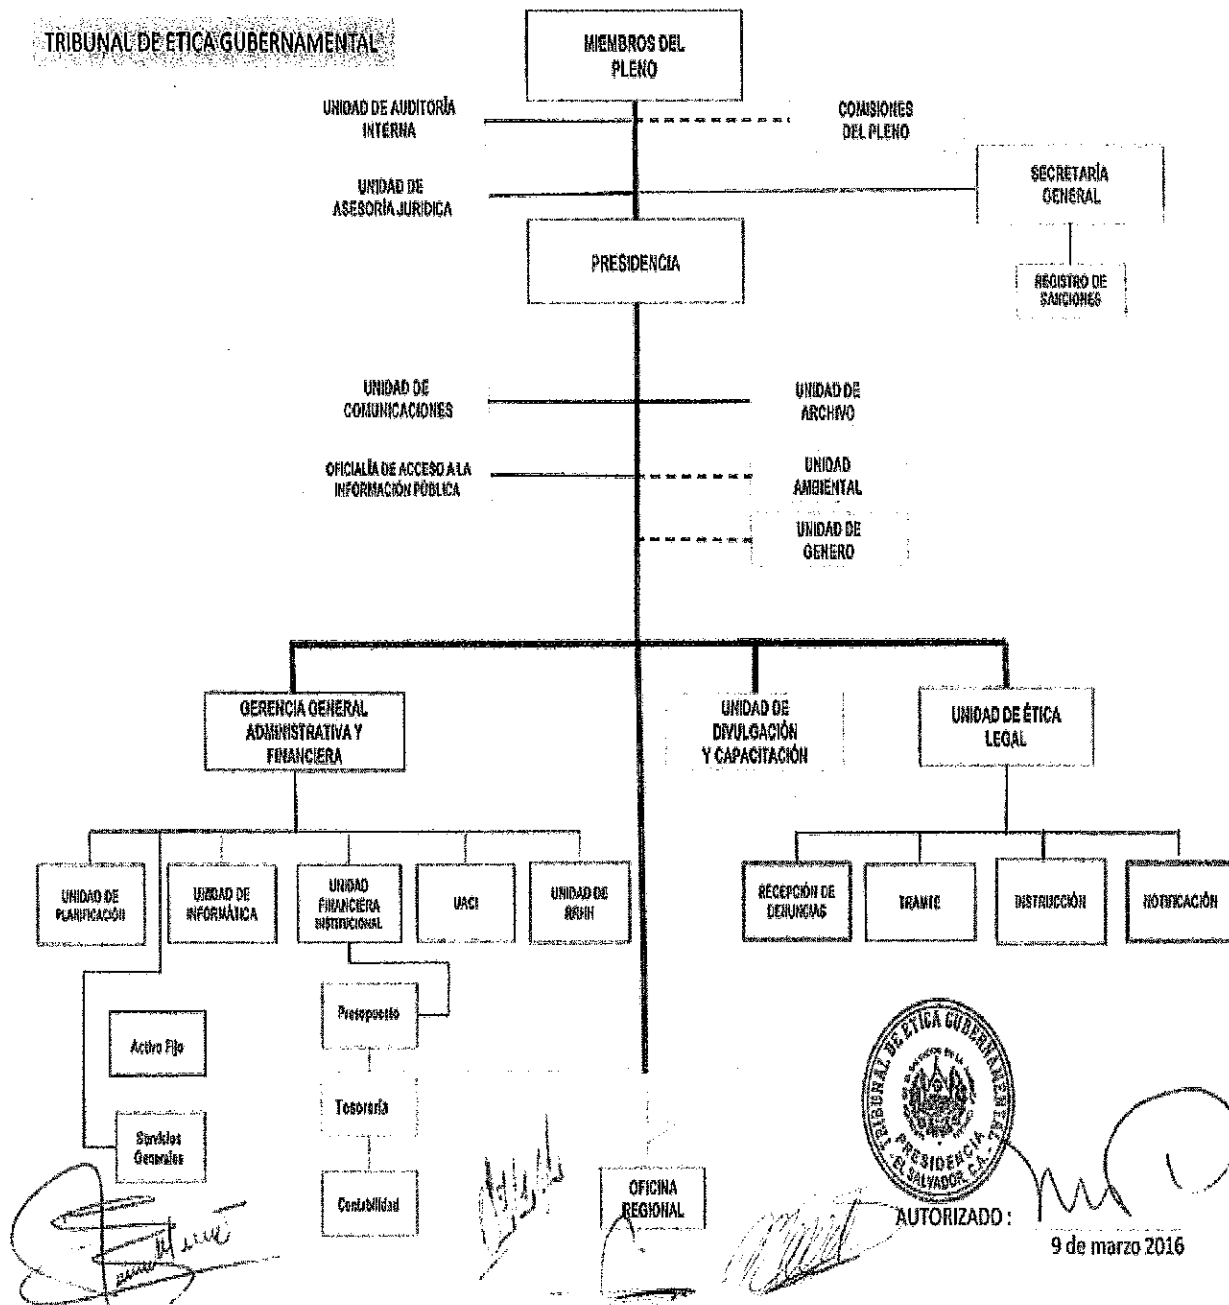 TRIBUNAL DE ETICA GUBERNAMENTAL
MIEMBROS DEL
PLENO
UNIDAD DE AUDITORÍA
INTERNA
COMISIONES
DEL PLENO
UNIDAD DE
ASESORÍA JURIDICA
SECRETARÍA
GENERAL
PRESIDENCIA
REGISTRO DE
SANCIONES
UNIDAD DE
COMUNICACIONES
UNIDAD DE
ARCHIVO
OFICIALÍA DE ACCESO A LA
INFORMACIÓN PÚBLICA
UNIDAD
AMBIENTAL
UNIDAD DE
GENERO
GERENCIA GENERAL
ADMINISTRATIVA Y
FINANCIERA
UNIDAD DE
DIVULGACIÓN
Y CAPACITACIÓN
UNIDAD DE ÉTICA
LEGAL
UNIDAD DE
PLANIFICACIÓN
UNIDAD DE
INFORMÁTICA
UNIDAD
FINANCIERA
INSTITUCIONAL
UACI
UNIDAD DE
RRHH
RECEPCIÓN DE
DENUNCIAS
TRAMITE
INSTRUCCIÓN
NOTIFICACIÓN
Activo Fijo
Presupuesto
Tesorería
Servicios
Generales
Contabilidad
OFICINA
REGIONAL
TRIBUNAL DE ETICA GUBERNAMENTAL
PRESIDENCIA
EL SALVADOR, C.A.
AUTORIZADO :
9 de marzo 2016